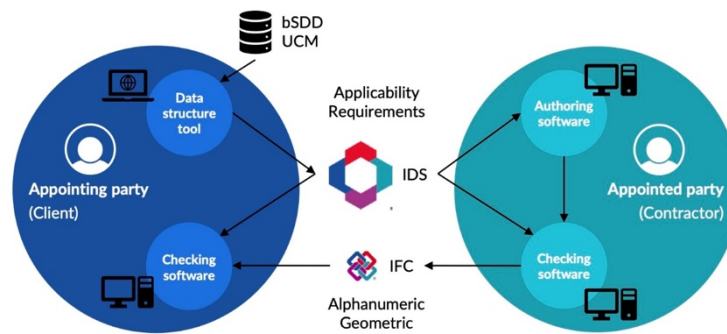 bSDD
UCM
Data
structure
tool
Appointing party
(Client)
Checking
software
Applicability
Requirements
IDS
IFC
Alphanumeric
Geometric
Authoring
software
Appointed party
(Contractor)
Checking
software